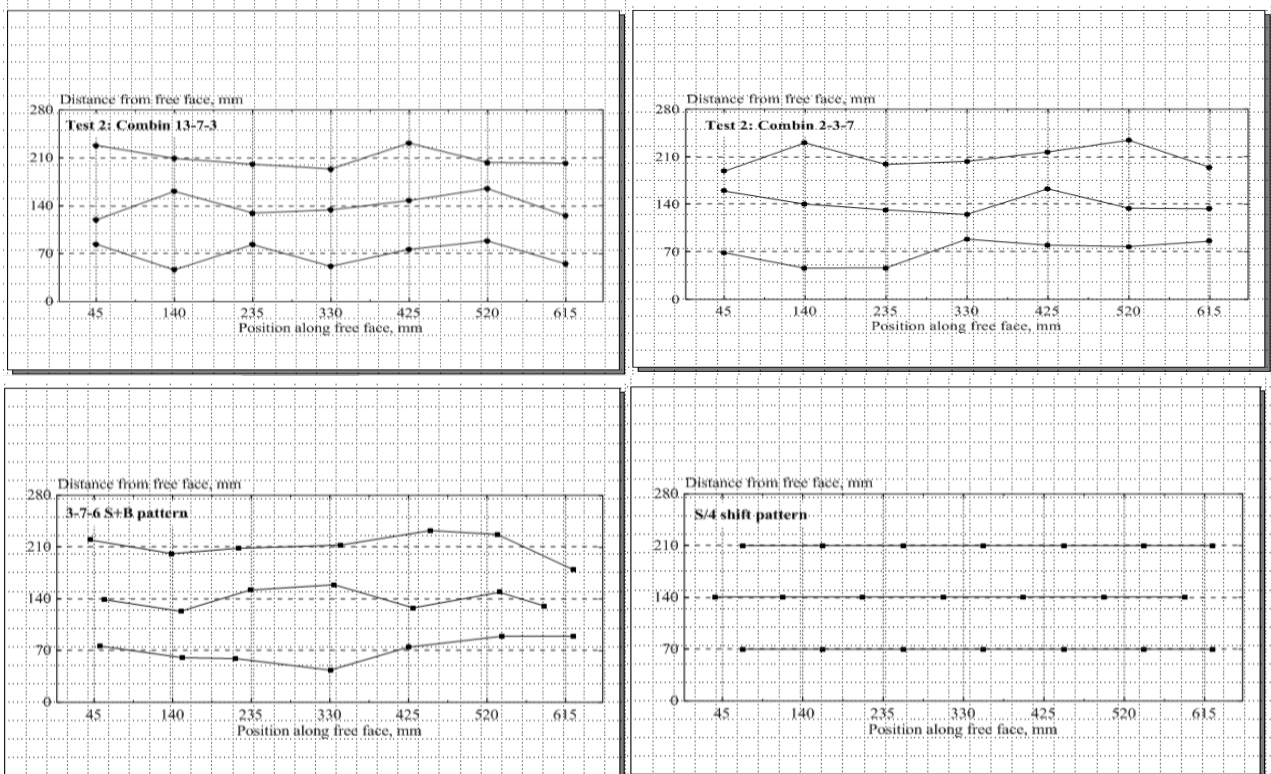 Distance from free face, mm
280
Test 2: Combin 13-7-3
210
140
70
0
45 140 235 330 425 520 615
Position along free face, mm
Distance from free face, mm
280
Test 2: Combin 2-3-7
210
140
70
0
45 140 235 330 425 520 615
Position along free face, mm
Distance from free face, mm
280
3-7-6 S+B pattern
210
140
70
0
45 140 235 330 425 520 615
Position along free face, mm
Distance from free face, mm
280
S/4 shift pattern
210
140
70
0
45 140 235 330 425 520 615
Position along free face, mm